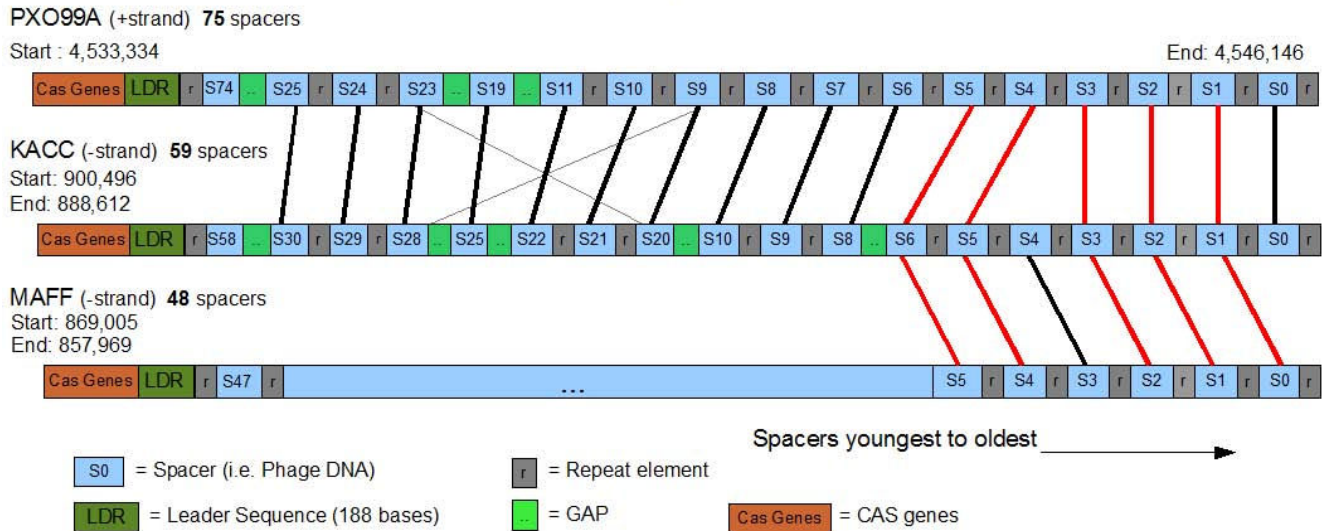 PXO99A (+strand) 75 spacers
Start : 4,533,334 End: 4,546,146
Cas Genes LDR r S74 .. S25 r S24 r S23 .. S19 .. S11 r S10 r S9 r S8 r S7 r S6 r S5 r S4 r S3 r S2 r S1 r S0 r
KACC (-strand) 59 spacers
Start: 900,496
End: 888,612
Cas Genes LDR r S58 .. S30 r S29 r S28 .. S25 .. S22 r S21 r S20 .. S10 r S9 r S8 .. S6 r S5 r S4 r S3 r S2 r S1 r S0 r
MAFF (-strand) 48 spacers
Start: 869,005
End: 857,969
Cas Genes LDR r S47 r ... S5 r S4 r S3 r S2 r S1 r S0 r
Spacers youngest to oldest
S0 = Spacer (i.e. Phage DNA) r = Repeat element
LDR = Leader Sequence (188 bases) .. = GAP Cas Genes = CAS genes